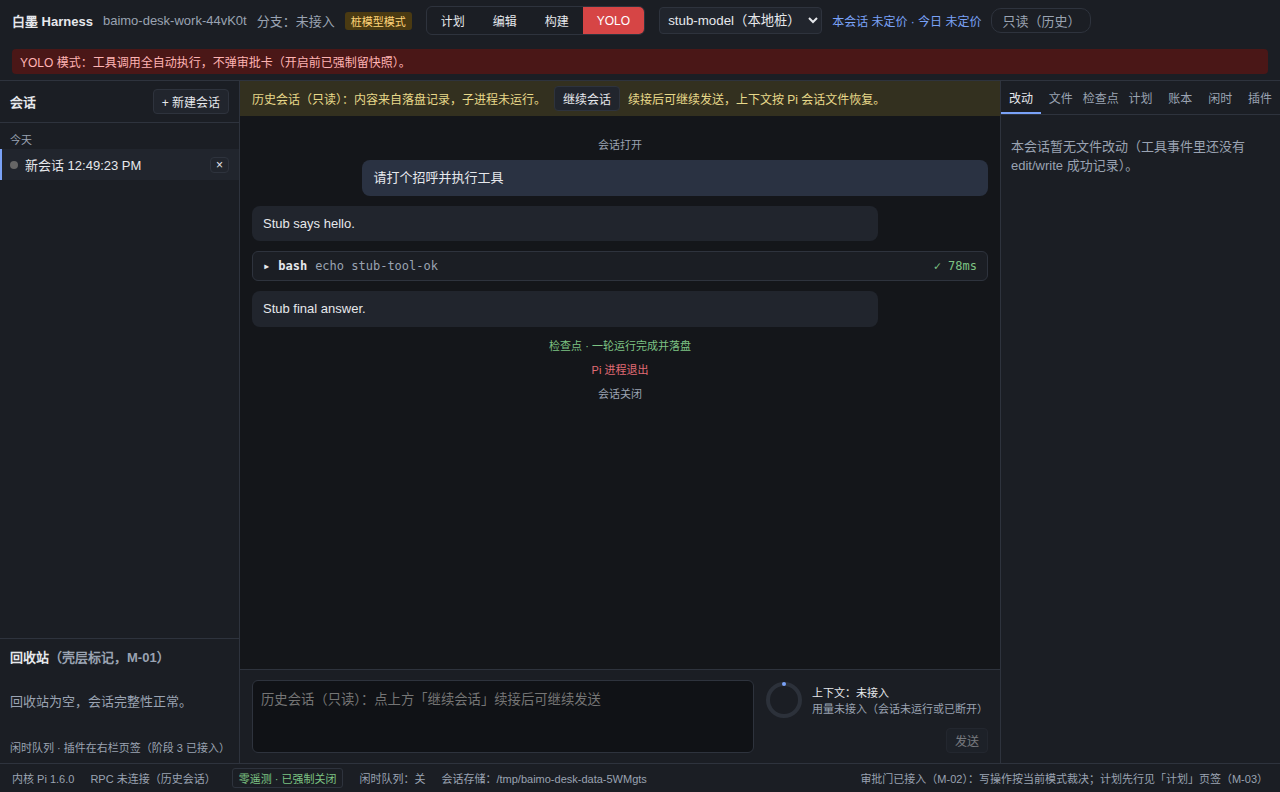 白墨 Harness baimo-desk-work-44vK0t 分支：未接入 桩模型模式 计划 编辑 构建 YOLO stub-model（本地桩） 本会话 未定价 · 今日 未定价 只读（历史）
YOLO 模式：工具调用全自动执行，不弹审批卡（开启前已强制留快照）。
会话 + 新建会话
今天
新会话 12:49:23 PM ×
回收站（壳层标记，M-01）
回收站为空，会话完整性正常。
闲时队列 · 插件在右栏页签（阶段 3 已接入）
历史会话（只读）：内容来自落盘记录，子进程未运行。 继续会话 续接后可继续发送，上下文按 Pi 会话文件恢复。
会话打开
请打个招呼并执行工具
Stub says hello.
▸ bash echo stub-tool-ok ✓ 78ms
Stub final answer.
检查点 · 一轮运行完成并落盘
Pi 进程退出
会话关闭
历史会话（只读）：点上方「继续会话」续接后可继续发送
上下文：未接入
用量未接入（会话未运行或已断开）
发送
改动 文件 检查点 计划 账本 闲时 插件
本会话暂无文件改动（工具事件里还没有
edit/write 成功记录）。
内核 Pi 1.6.0 RPC 未连接（历史会话） 零遥测 · 已强制关闭 闲时队列：关 会话存储：/tmp/baimo-desk-data-5WMgts 审批门已接入（M-02）：写操作按当前模式裁决；计划先行见「计划」页签（M-03）